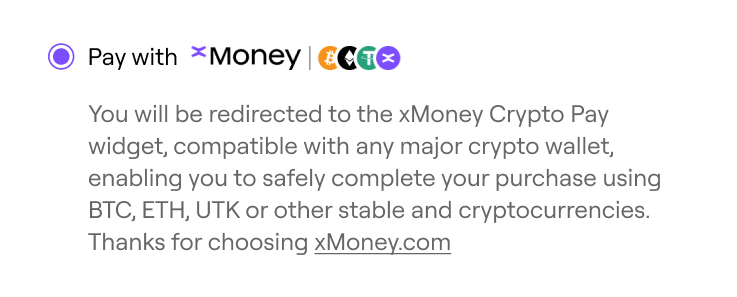 Pay with xMoney |
You will be redirected to the xMoney Crypto Pay
widget, compatible with any major crypto wallet,
enabling you to safely complete your purchase using
BTC, ETH, UTK or other stable and cryptocurrencies.
Thanks for choosing xMoney.com